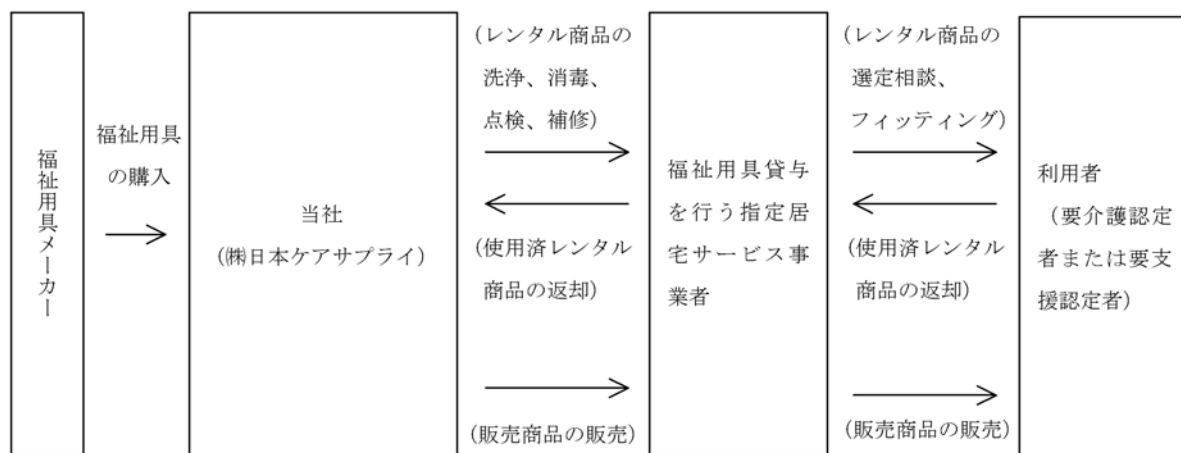 福祉用具メーカー
福祉用具
の購入
当社
(㈱日本ケアサプライ)
(レンタル商品の
洗浄、消毒、
点検、補修)
(使用済レンタル
商品の返却)
(販売商品の販売)
福祉用具貸与
を行う指定居
宅サービス事
業者
(レンタル商品の
選定相談、
フィッティング)
(使用済レンタル
商品の返却)
(販売商品の販売)
利用者
(要介護認定
者または要支
援認定者)